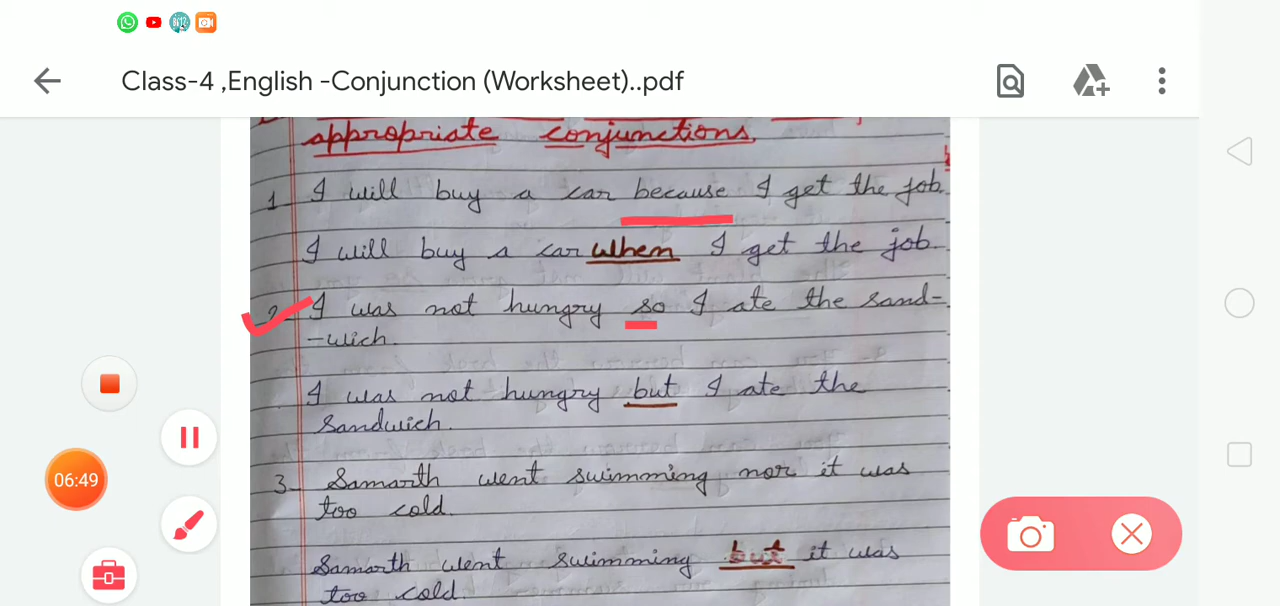 Class-4 ,English -Conjunction (Worksheet)..pdf
appropriate conjunctions.
1 I will buy a car because I get the job.
I will buy a car when I get the job.
2 I was not hungry so I ate the sand-
-wich.
I was not hungry but I ate the
sandwich.
3- Samarth went swimming nor it was
too cold.
Samarth went swimming but it was
too cold.
06:49